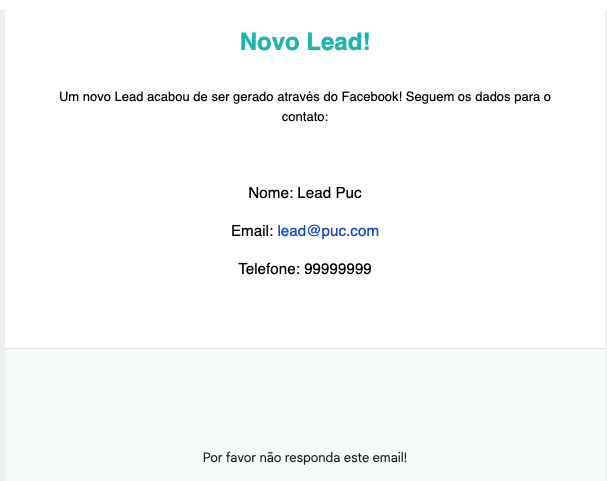 Novo Lead!
Um novo Lead acabou de ser gerado através do Facebook! Seguem os dados para o
contato:
Nome: Lead Puc
Email: lead@puc.com
Telefone: 99999999
Por favor não responda este email!